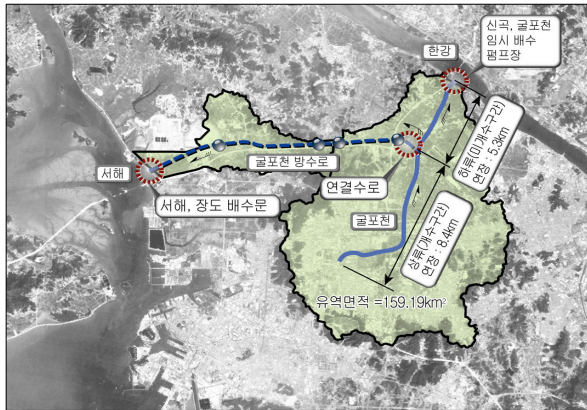 신곡, 굴포천
임시 배수
펌프장
한강
하류(미개수구간)
연장 : 5.3km
굴포천 방수로
연결수로
서해
서해, 장도 배수문
굴포천
상류(개수구간)
연장 : 8.4km
유역면적 =159.19km²